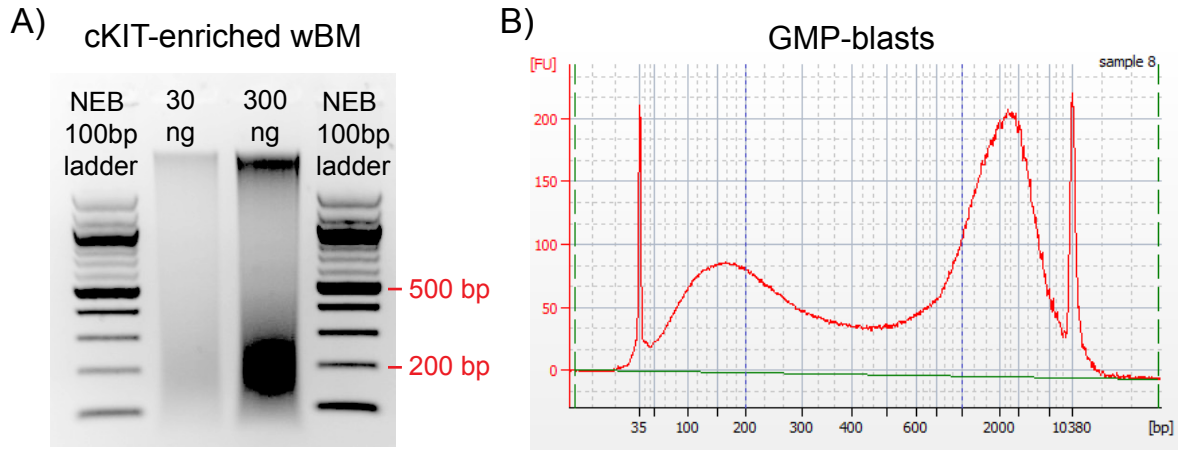 A)
cKIT-enriched wBM
NEB
100bp
ladder
30
ng
300
ng
NEB
100bp
ladder
500 bp
200 bp
B)
GMP-blasts
[FU]
sample 8
200
150
100
50
0
35
100
200
300
400
600
2000
10380
[bp]